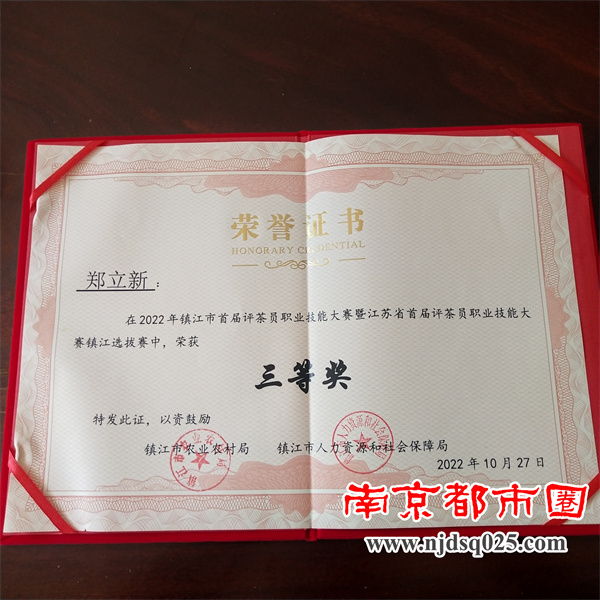 荣誉证书
HONORARY CREDENTIAL
郑立新：
在2022年镇江市首届评茶员职业技能大赛暨江苏省首届评茶员职业技能大
赛镇江选拔赛中，荣获
三等奖
特发此证，以资鼓励
镇江市农业农村局 镇江市人力资源和社会保障局
2022年10月27日
南京都市圈
www.njdsq025.com